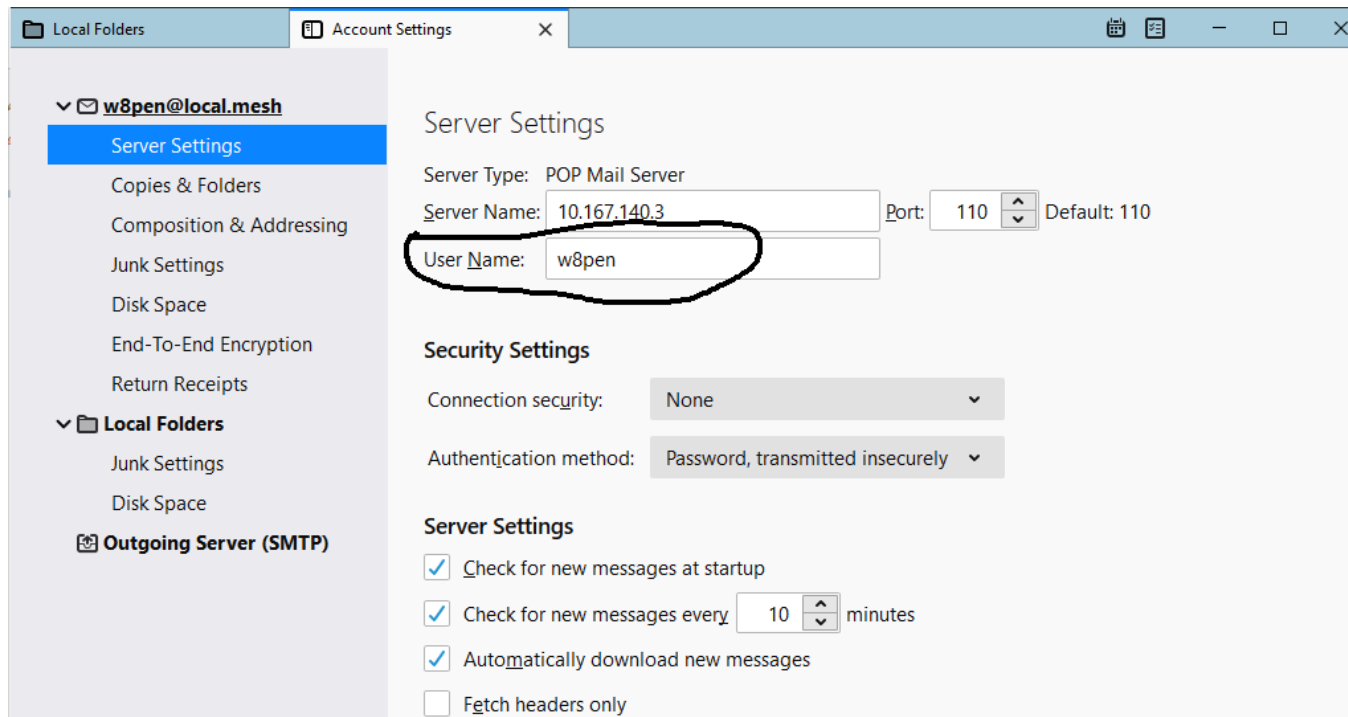 Local Folders
Account Settings
w8pen@local.mesh
Server Settings
Copies & Folders
Composition & Addressing
Junk Settings
Disk Space
End-To-End Encryption
Return Receipts
Local Folders
Junk Settings
Disk Space
Outgoing Server (SMTP)
Server Settings
Server Type: POP Mail Server
Server Name: 10.167.140.3 Port: 110 Default: 110
User Name: w8pen
Security Settings
Connection security: None
Authentication method: Password, transmitted insecurely
Server Settings
Check for new messages at startup
Check for new messages every 10 minutes
Automatically download new messages
Fetch headers only